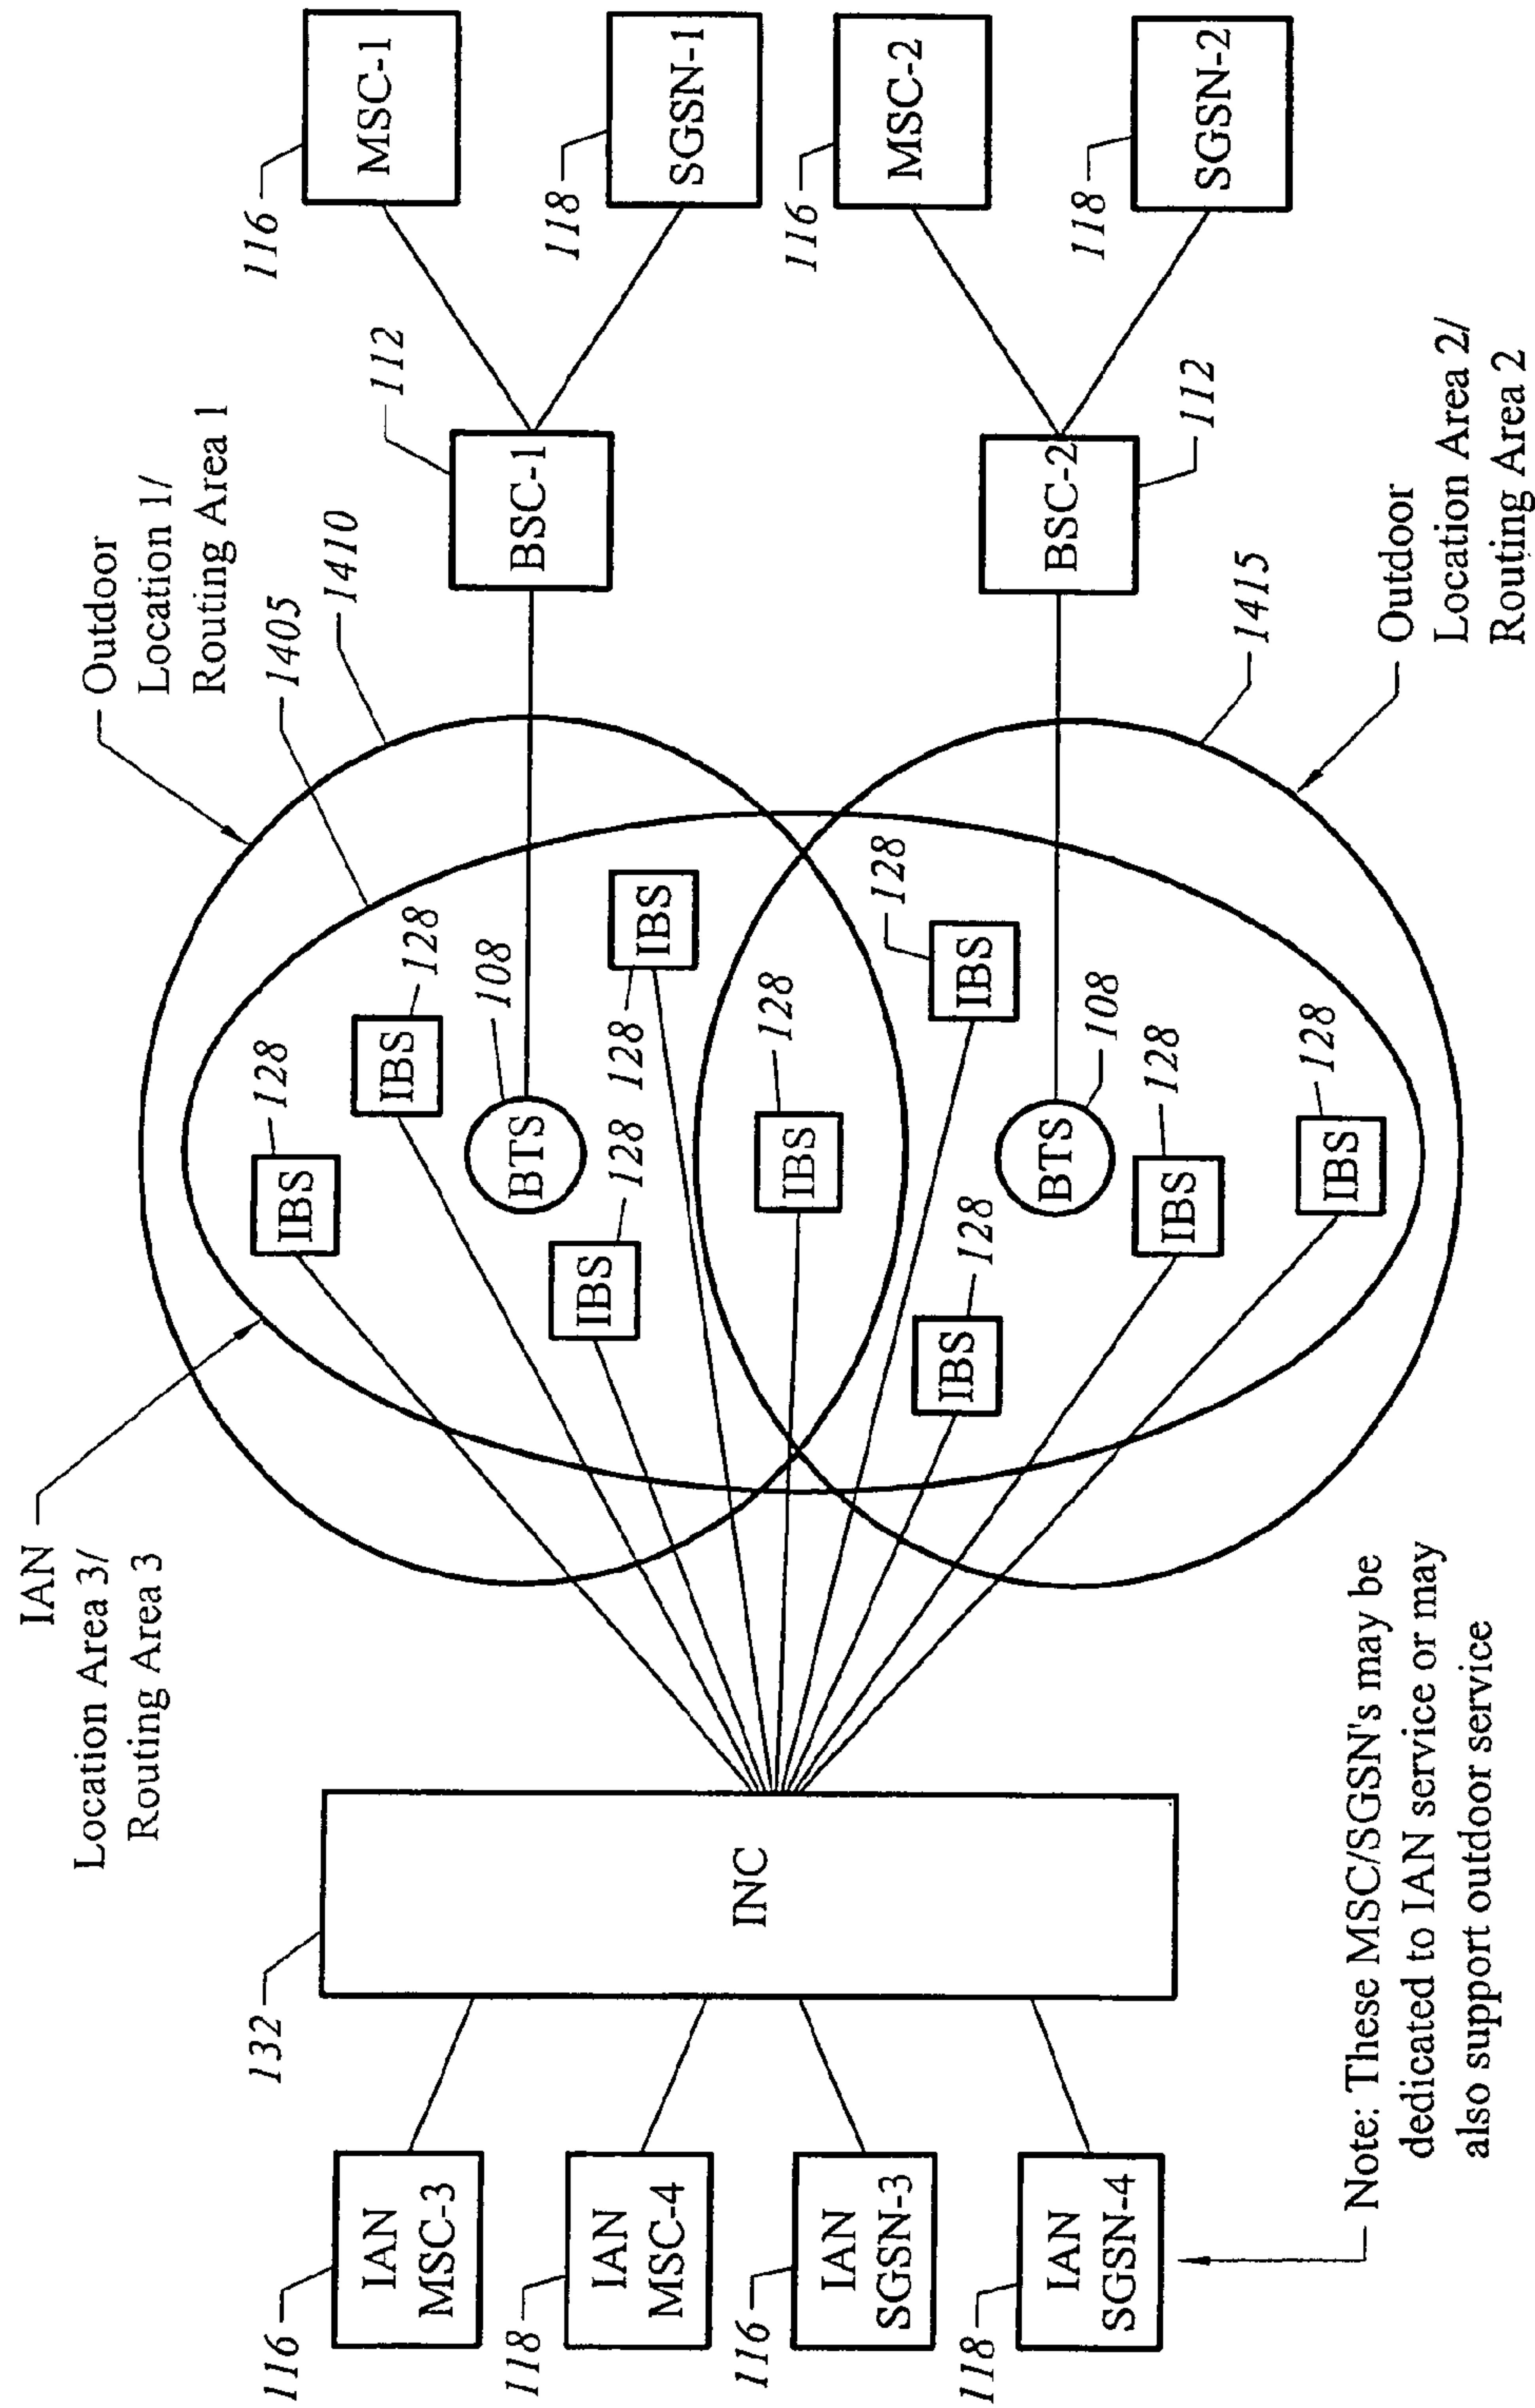 IAN
Location Area 3/
Routing Area 3
Outdoor
Location 1/
Routing Area 1
1405
1410
116
MSC-1
118
SGSN-1
116
MSC-2
118
SGSN-2
112
BSC-1
BSC-2
112
1415
Outdoor
Location Area 2/
Routing Area 2
128
IBS
128
IBS
108
BTS
128
IBS
128
IBS
128
IBS
128
IBS
108
BTS
128
IBS
128
IBS
128
IBS
132
INC
116
IAN
MSC-3
118
IAN
MSC-4
116
IAN
SGSN-3
118
IAN
SGSN-4
Note: These MSC/SGSN's may be
dedicated to IAN service or may
also support outdoor service